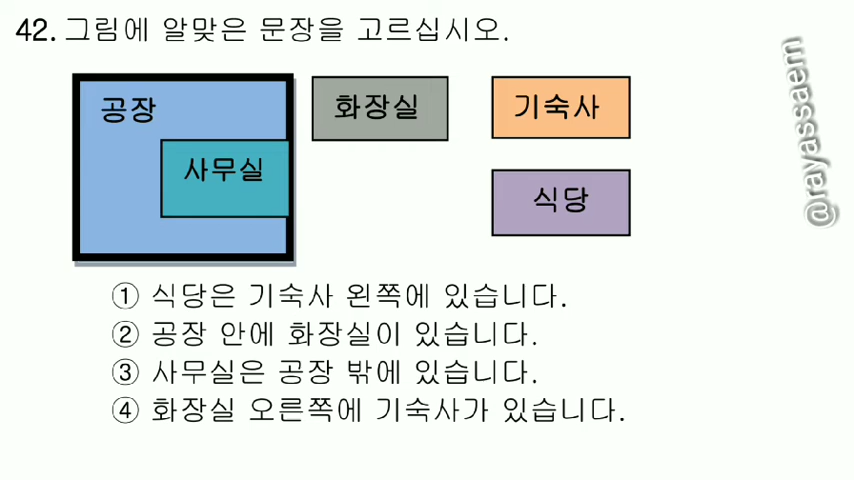 42. 그림에 알맞은 문장을 고르십시오.
공장
화장실
기숙사
사무실
식당
① 식당은 기숙사 왼쪽에 있습니다.
② 공장 안에 화장실이 있습니다.
③ 사무실은 공장 밖에 있습니다.
④ 화장실 오른쪽에 기숙사가 있습니다.
@rayassaem